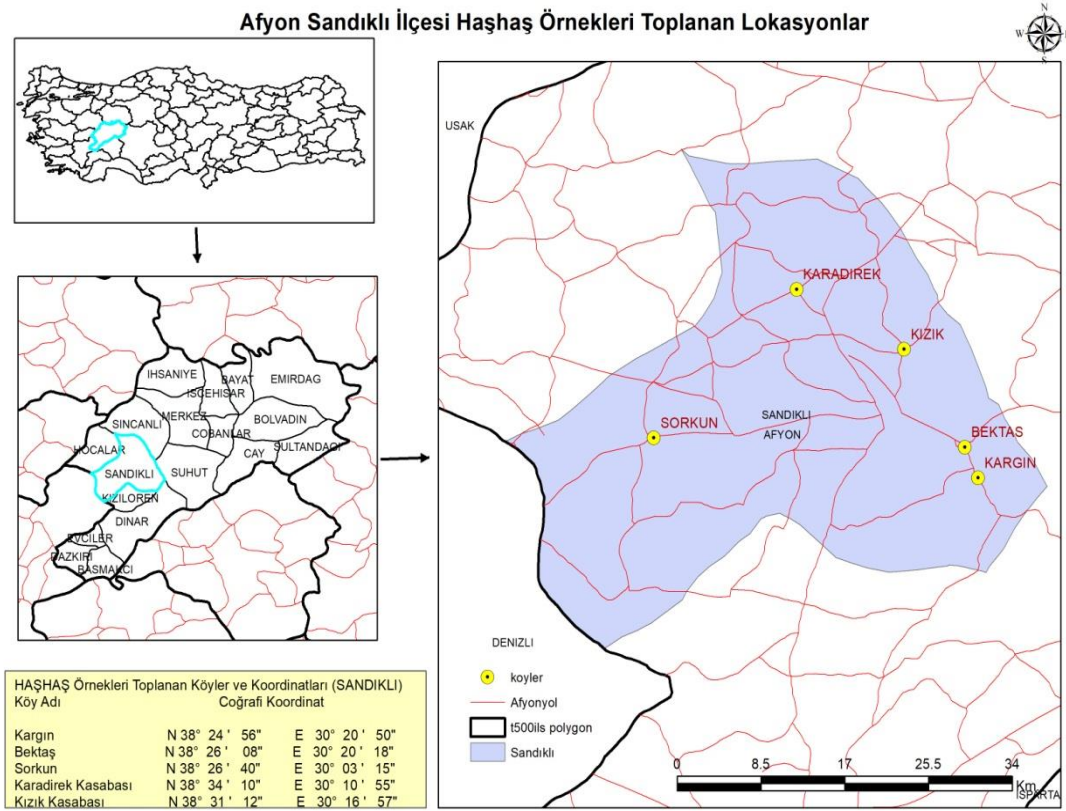 Afyon Sandıklı İlçesi Haşhaş Örnekleri Toplanan Lokasyonlar
N
W
S
USAK
KARADIREK
KIZIK
SORKUN
SANDIKLI
AFYON
BEKTAS
KARGIN
DENIZLI
koyler
Afyonyol
t500ils polygon
Sandıklı
0 8.5 17 25.5 34
Km
ISPARTA
IHSANIYE
BAYAT
EMIRDAG
ISCEHISAR
MERKEZ
BOLVADIN
SINCANLI
COBANLAR
HOCALAR
SULTANDAGI
CAY
SANDIKLI
SUHUT
KIZILOREN
DINAR
EVCILER
DAZKIRI
BASMAKCI
HAŞHAŞ Örnekleri Toplanan Köyler ve Koordinatları (SANDIKLI)
Köy Adı Coğrafi Koordinat
Kargın N 38° 24 ' 56" E 30° 20 ' 50"
Bektaş N 38° 26 ' 08" E 30° 20 ' 18"
Sorkun N 38° 26 ' 40" E 30° 03 ' 15"
Karadirek Kasabası N 38° 34 ' 10" E 30° 10 ' 55"
Kızık Kasabası N 38° 31 ' 12" E 30° 16 ' 57"